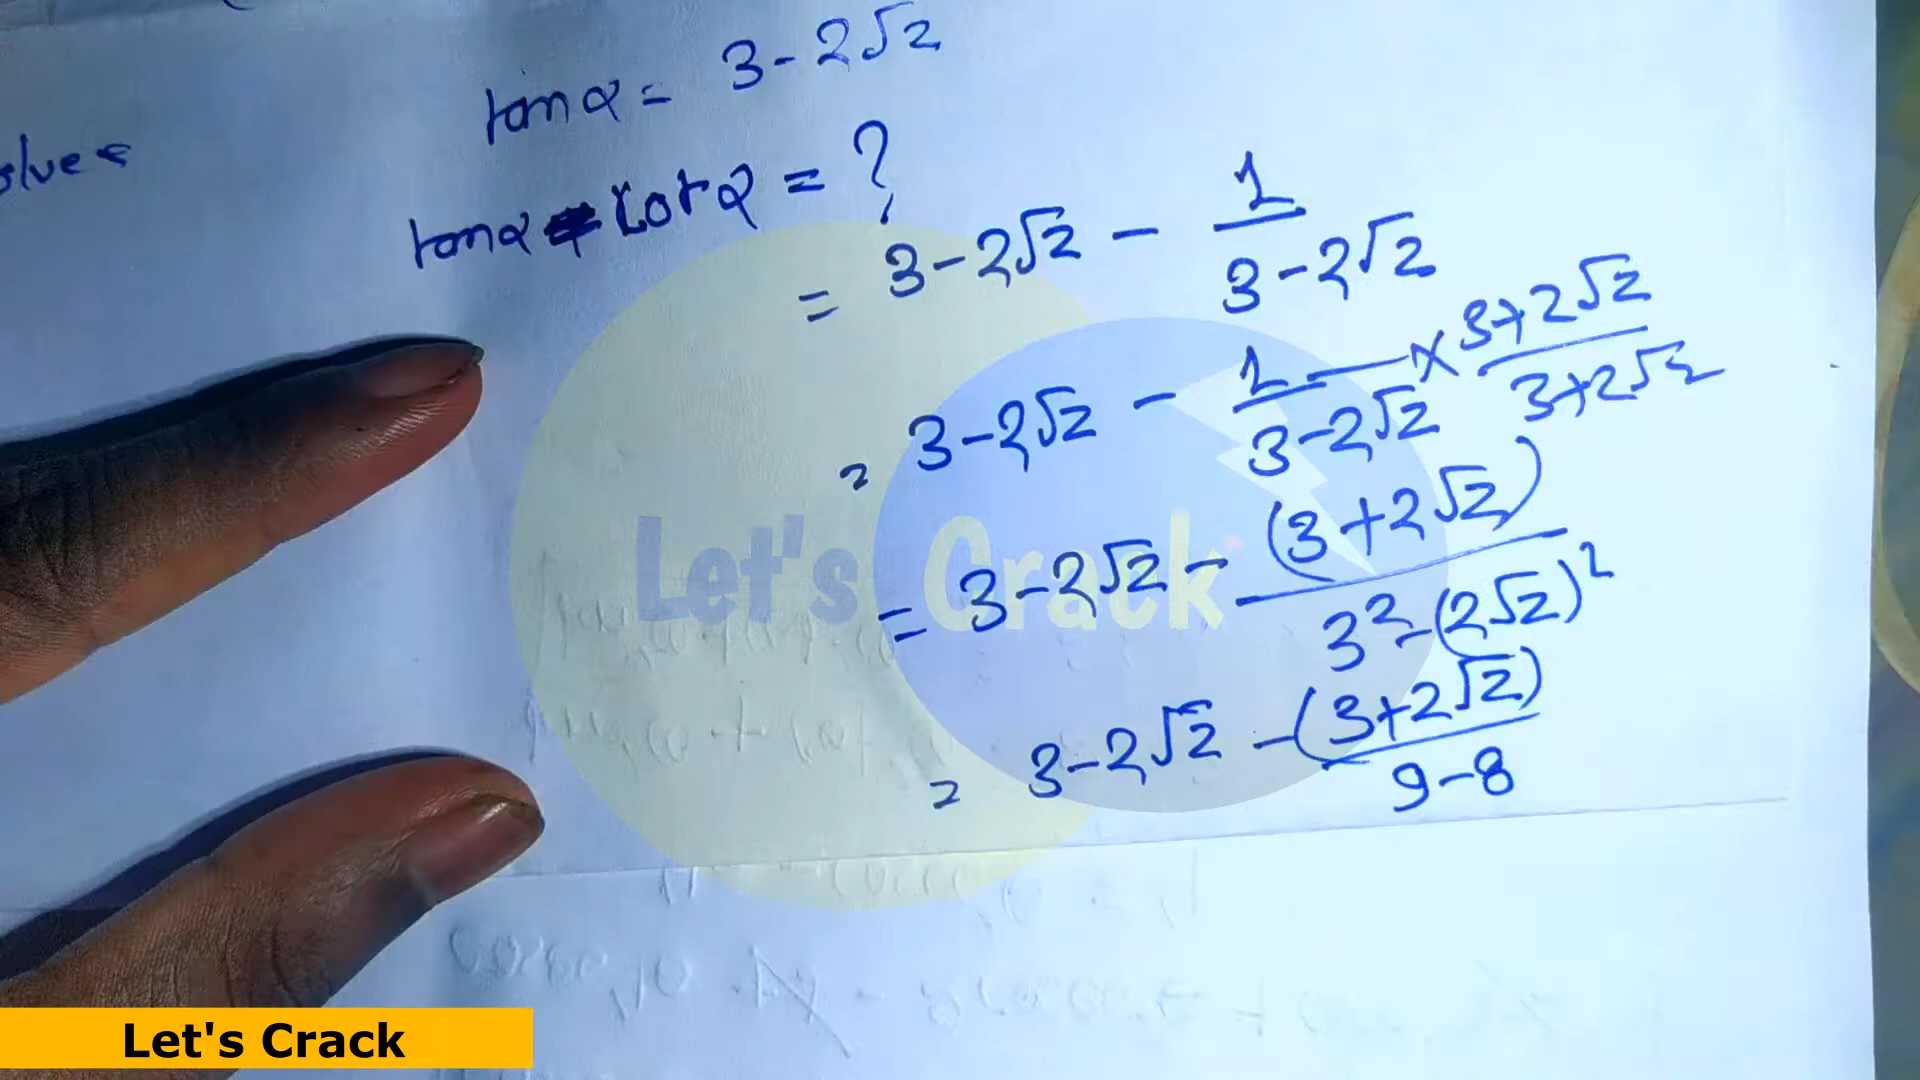 tanα = 3-2√2
tanα - cotα = ?
= 3-2√2 - 1/(3-2√2)
= 3-2√2 - 1/(3-2√2) × (3+2√2)/(3+2√2)
= 3-2√2 - (3+2√2)/(3²-(2√2)²)
= 3-2√2 - (3+2√2)/(9-8)
Let's Crack
Let's Crack